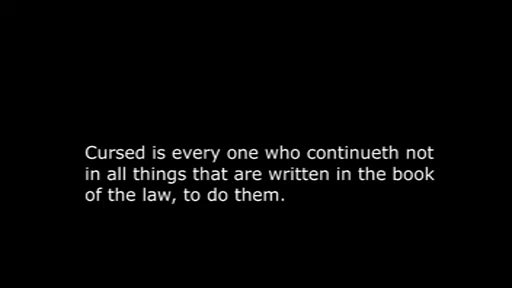 Cursed is every one who continueth not
in all things that are written in the book
of the law, to do them.